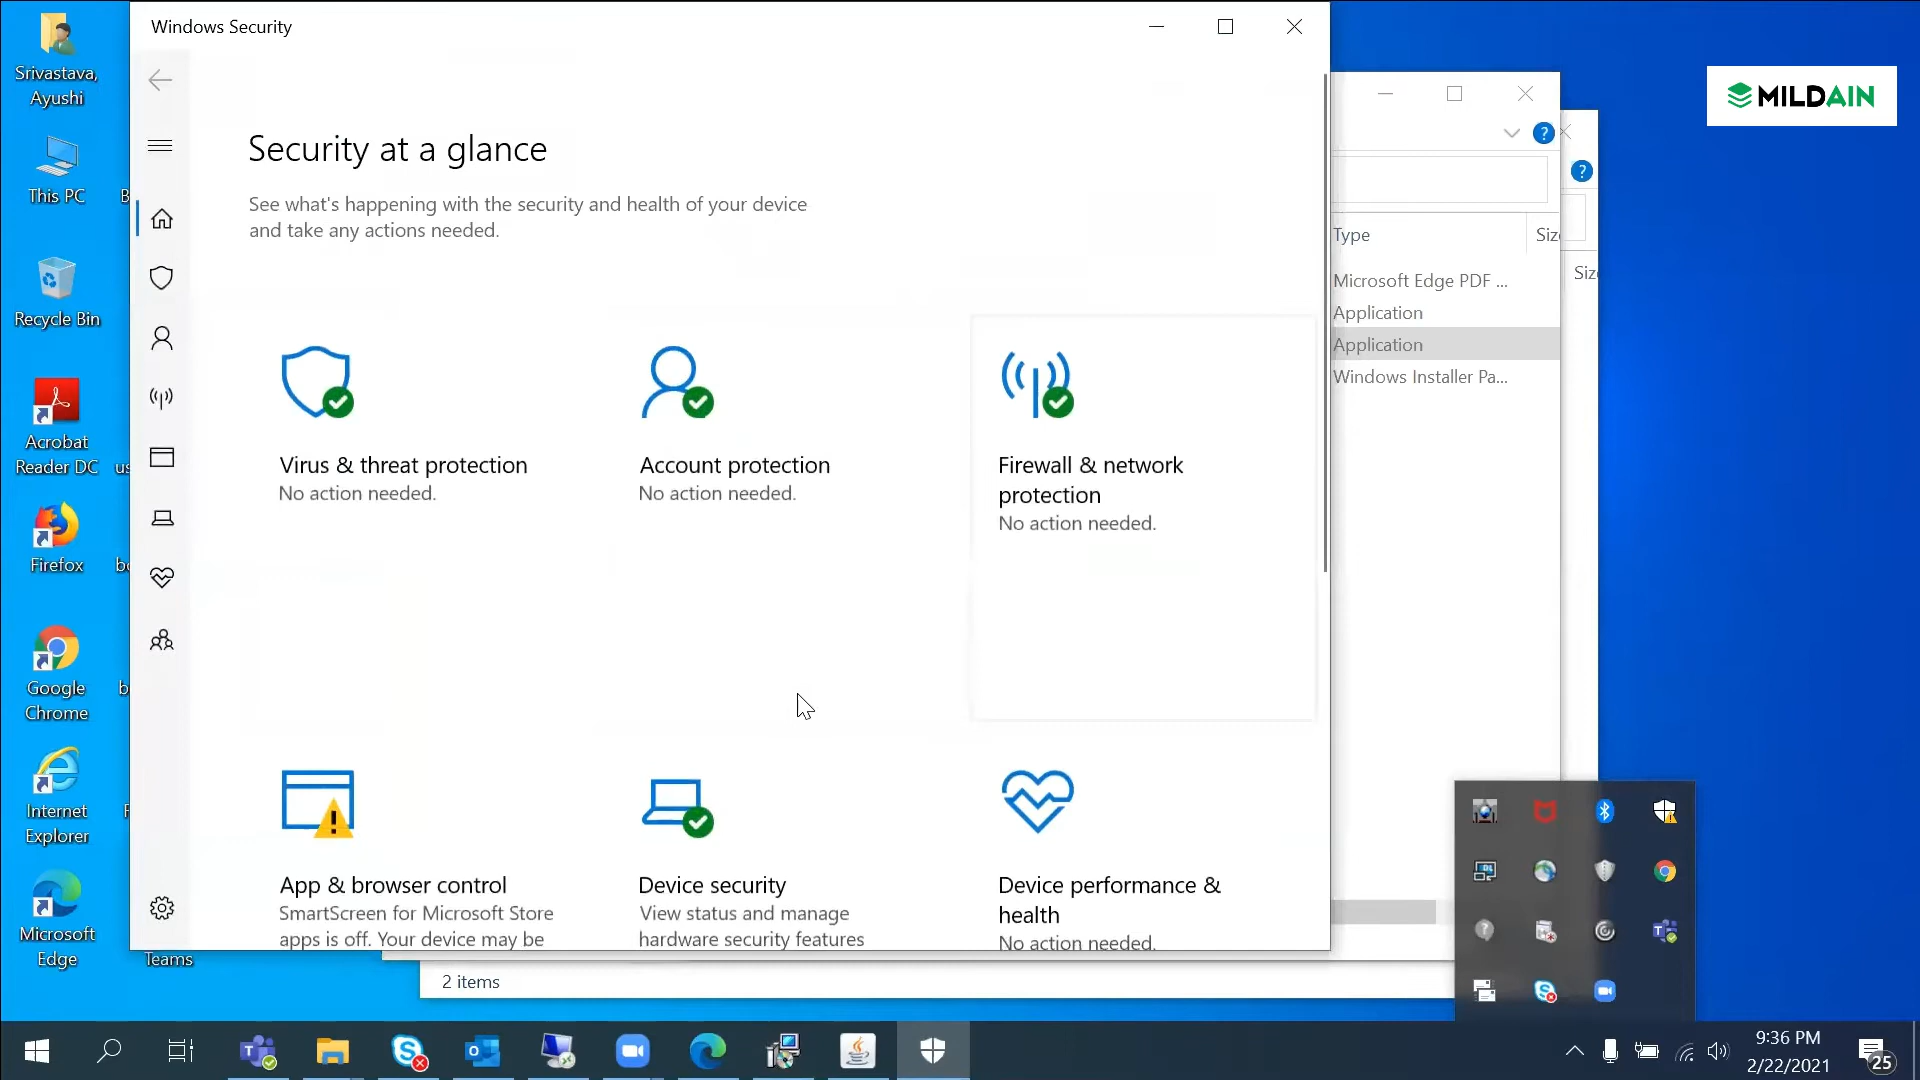 Windows Security
Security at a glance
See what's happening with the security and health of your device
and take any actions needed.
Virus & threat protection
No action needed.
Account protection
No action needed.
Firewall & network
protection
No action needed.
App & browser control
SmartScreen for Microsoft Store
apps is off. Your device may be
Device security
View status and manage
hardware security features
Device performance &
health
No action needed.
Srivastava,
Ayushi
This PC
Recycle Bin
Acrobat
Reader DC
Firefox
Google
Chrome
Internet
Explorer
Microsoft
Edge
Teams
B
us
bo
b
F
MILDAIN
Type
Size
Microsoft Edge PDF ...
Application
Application
Windows Installer Pa...
Siz
2 items
9:36 PM
2/22/2021
25